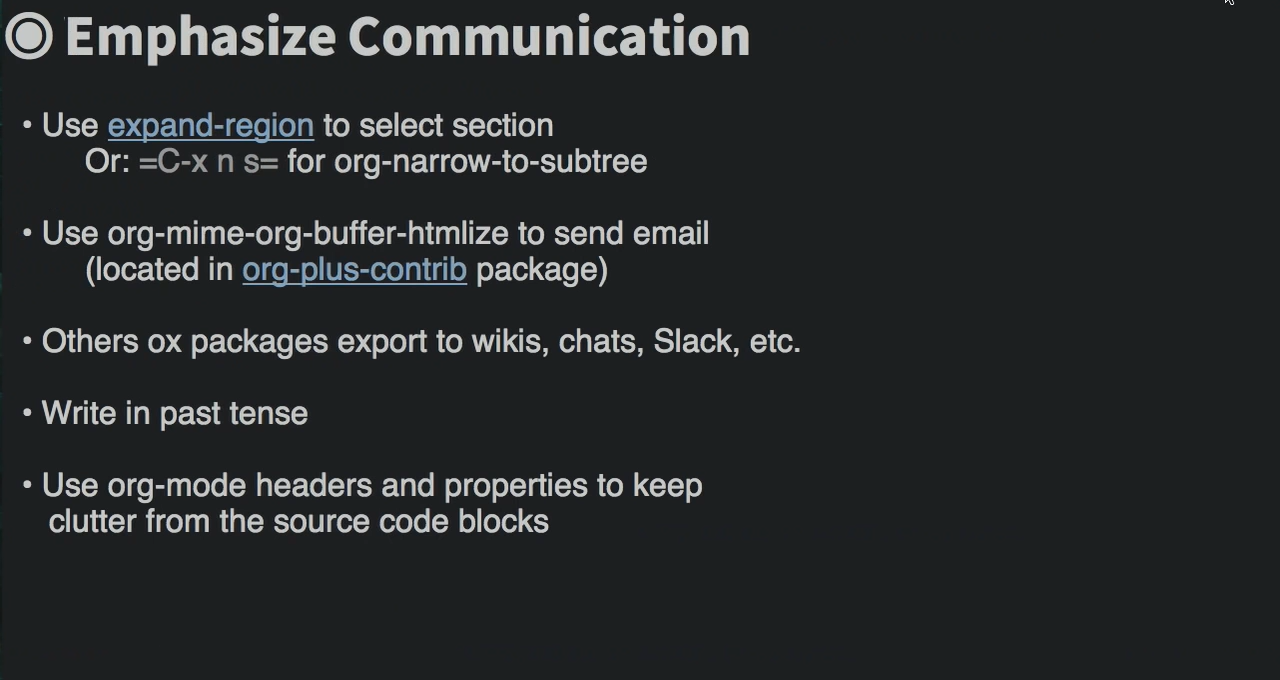 Emphasize Communication
• Use expand-region to select section
Or: =C-x n s= for org-narrow-to-subtree
• Use org-mime-org-buffer-htmlize to send email
(located in org-plus-contrib package)
• Others ox packages export to wikis, chats, Slack, etc.
• Write in past tense
• Use org-mode headers and properties to keep
clutter from the source code blocks